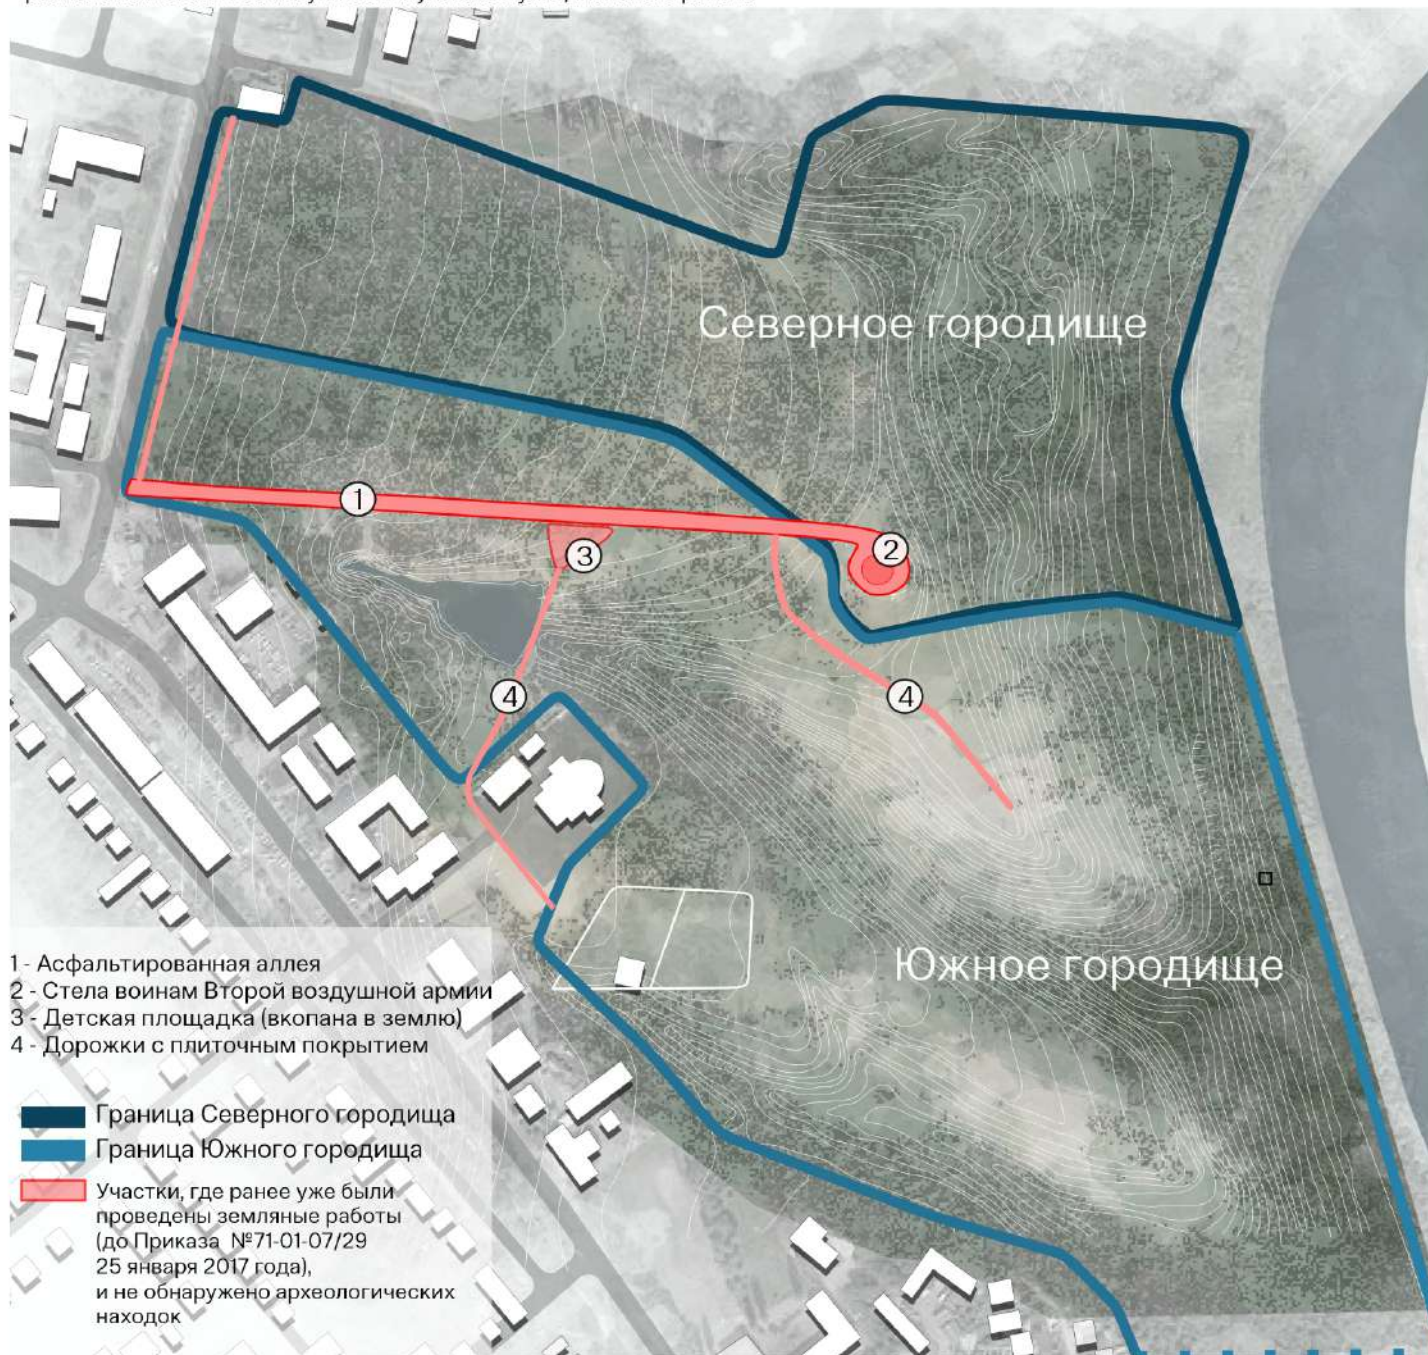 Северное городище
1
2
3
4
4
Южное городище
1 - Асфальтированная аллея
2 - Стела воинам Второй воздушной армии
3 - Детская площадка (вкопана в землю)
4 - Дорожки с плиточным покрытием
Граница Северного городища
Граница Южного городища
Участки, где ранее уже были
проведены земляные работы
(до Приказа №71-01-07/29
25 января 2017 года),
и не обнаружено археологических
находок